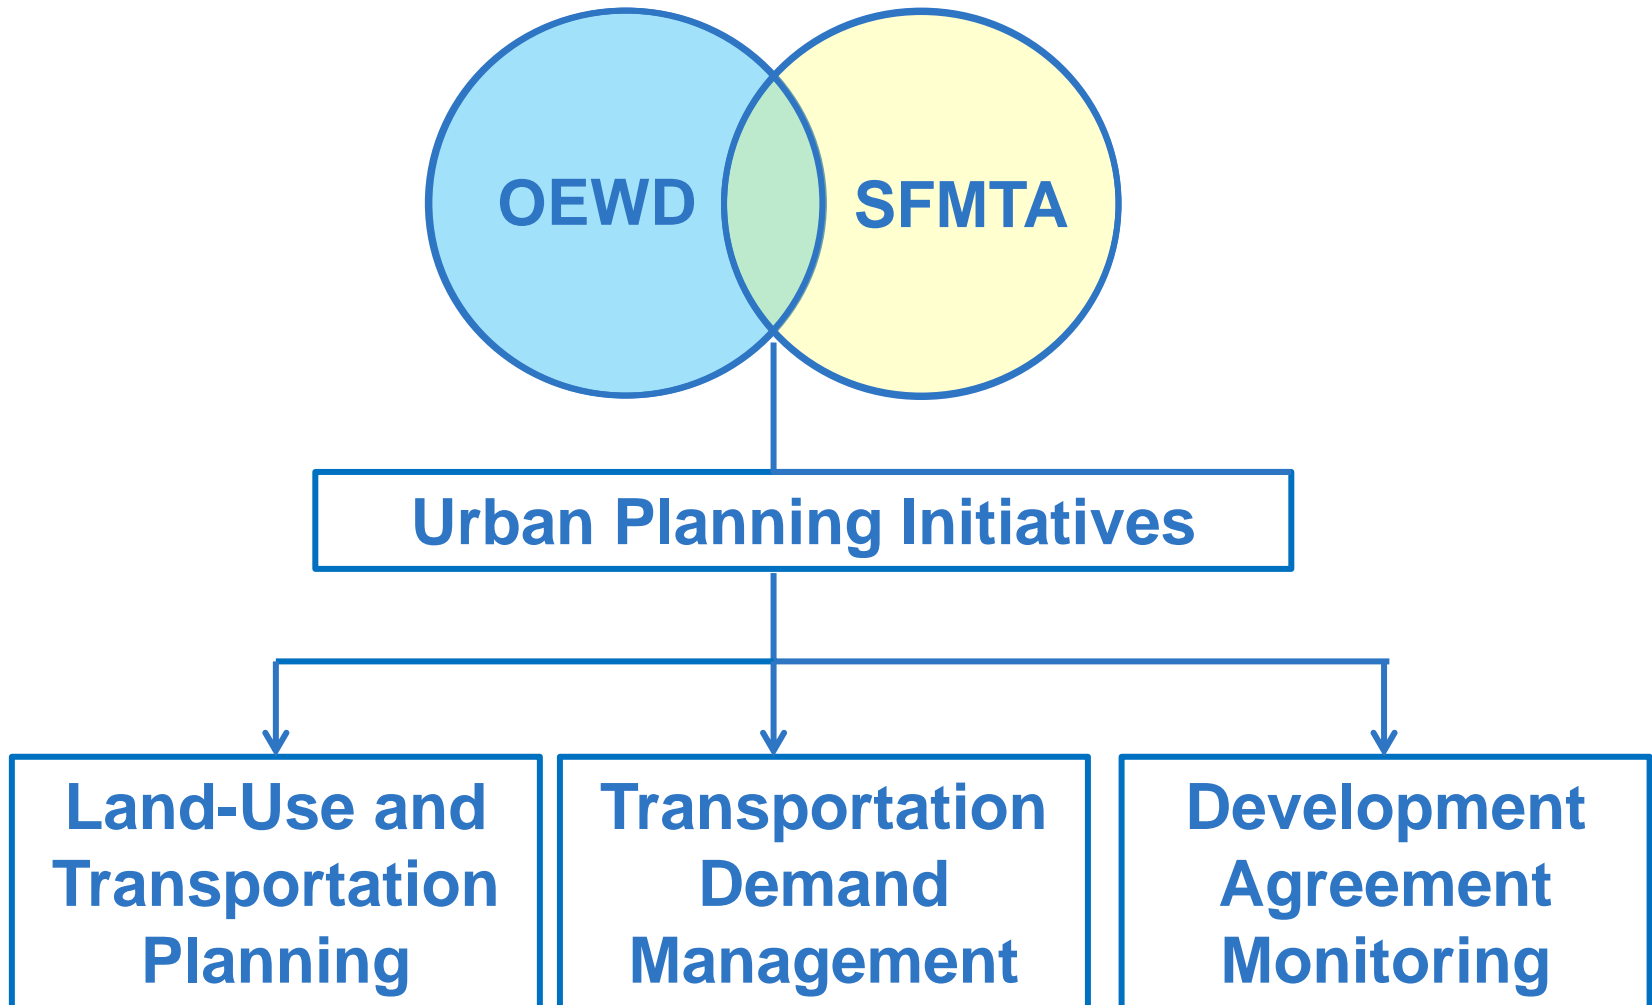 OEWD
SFMTA
Urban Planning Initiatives
Land-Use and
Transportation
Planning
Transportation
Demand
Management
Development
Agreement
Monitoring